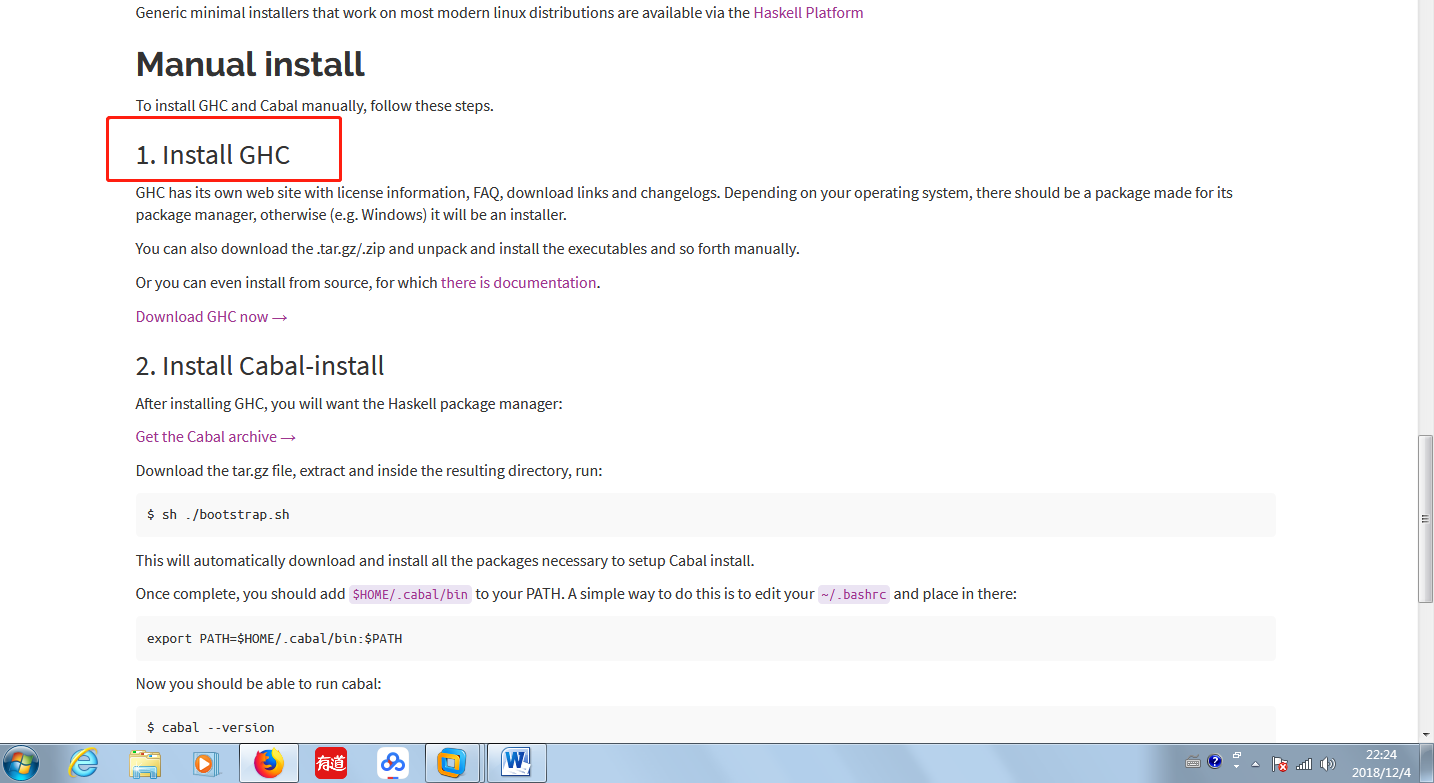 Generic minimal installers that work on most modern linux distributions are available via the Haskell Platform
Manual install
To install GHC and Cabal manually, follow these steps.
1. Install GHC
GHC has its own web site with license information, FAQ, download links and changelogs. Depending on your operating system, there should be a package made for its
package manager, otherwise (e.g. Windows) it will be an installer.
You can also download the .tar.gz/.zip and unpack and install the executables and so forth manually.
Or you can even install from source, for which there is documentation.
Download GHC now →
2. Install Cabal-install
After installing GHC, you will want the Haskell package manager:
Get the Cabal archive →
Download the tar.gz file, extract and inside the resulting directory, run:
$ sh ./bootstrap.sh
This will automatically download and install all the packages necessary to setup Cabal install.
Once complete, you should add $HOME/.cabal/bin to your PATH. A simple way to do this is to edit your ~/.bashrc and place in there:
export PATH=$HOME/.cabal/bin:$PATH
Now you should be able to run cabal:
$ cabal --version
有道
W
22:24
2018/12/4